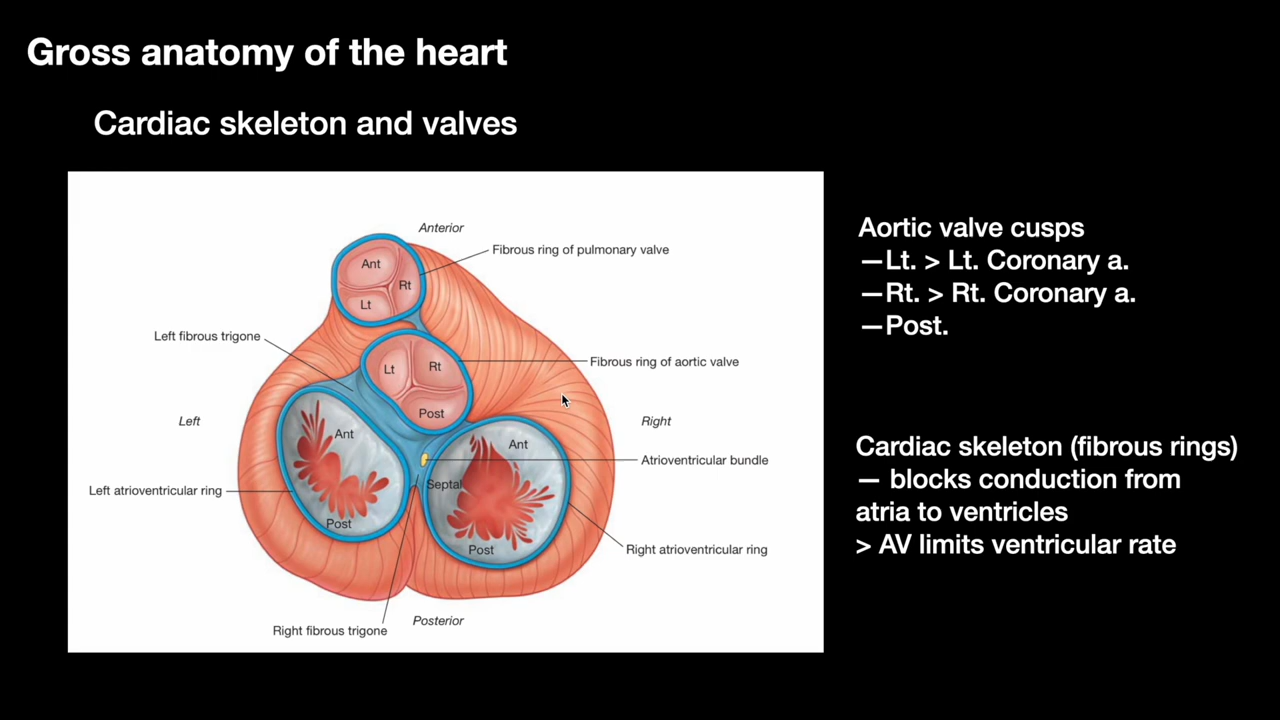 Gross anatomy of the heart
Cardiac skeleton and valves
Anterior
Fibrous ring of pulmonary valve
Ant
Rt
Lt
Left fibrous trigone
Fibrous ring of aortic valve
Lt
Rt
Post
Left
Right
Ant
Ant
Atrioventricular bundle
Septal
Left atrioventricular ring
Post
Post
Right atrioventricular ring
Right fibrous trigone
Posterior
Aortic valve cusps
—Lt. > Lt. Coronary a.
—Rt. > Rt. Coronary a.
—Post.
Cardiac skeleton (fibrous rings)
— blocks conduction from
atria to ventricles
> AV limits ventricular rate